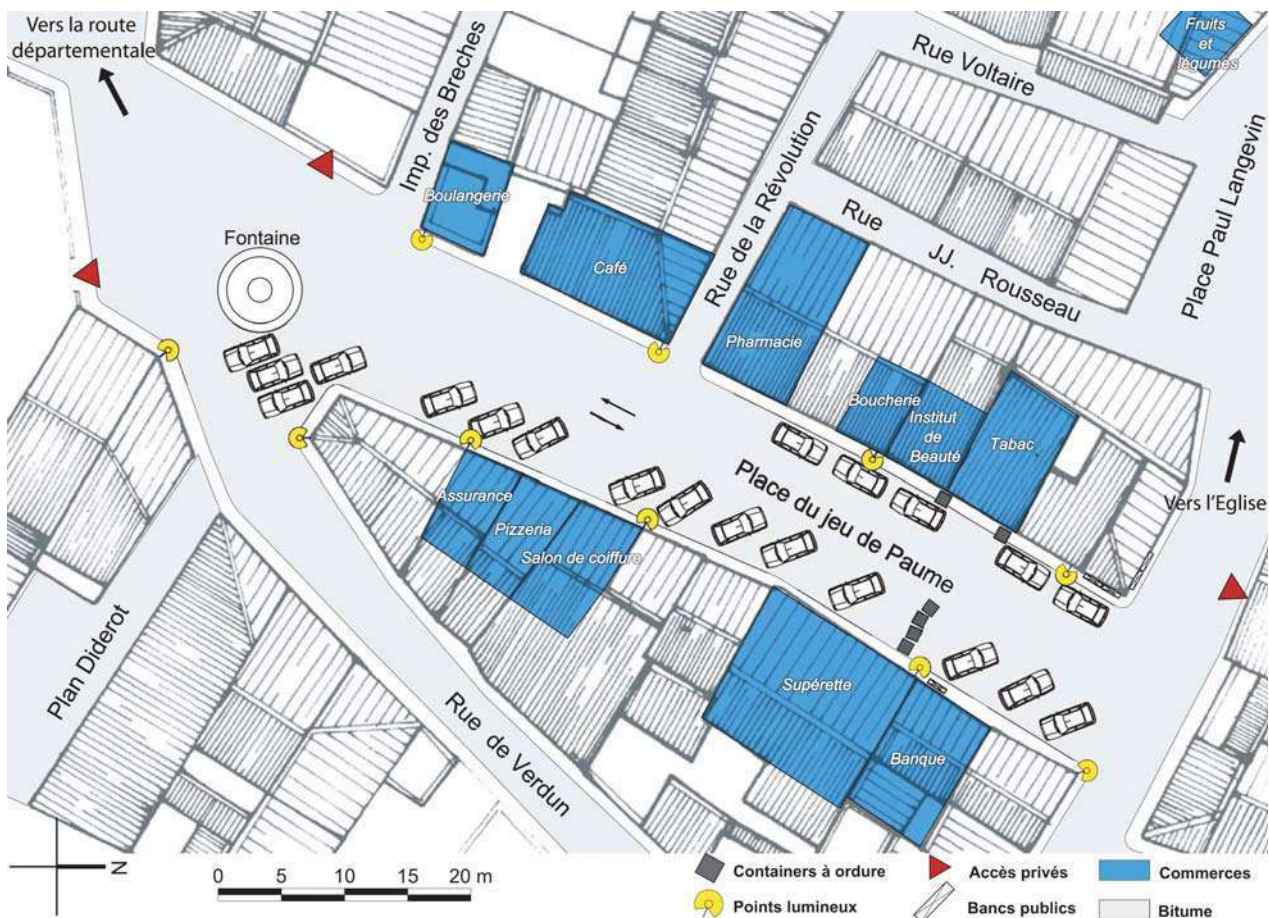 Vers la route
départementale
Imp. des Breches
Rue de la Révolution
Rue Voltaire
Fruits
et
légumes
Place Paul Langevin
Boulangerie
Fontaine
Café
Rue JJ. Rousseau
Pharmacie
Boucherie
Institut
de
Beauté
Tabac
Vers l'Eglise
Place du jeu de Paume
Assurance
Pizzeria
Salon de coiffure
Plan Diderot
Rue de Verdun
Supérette
Banque
N
0 5 10 15 20 m
Containers à ordure
Accès privés
Commerces
Points lumineux
Bancs publics
Bitume